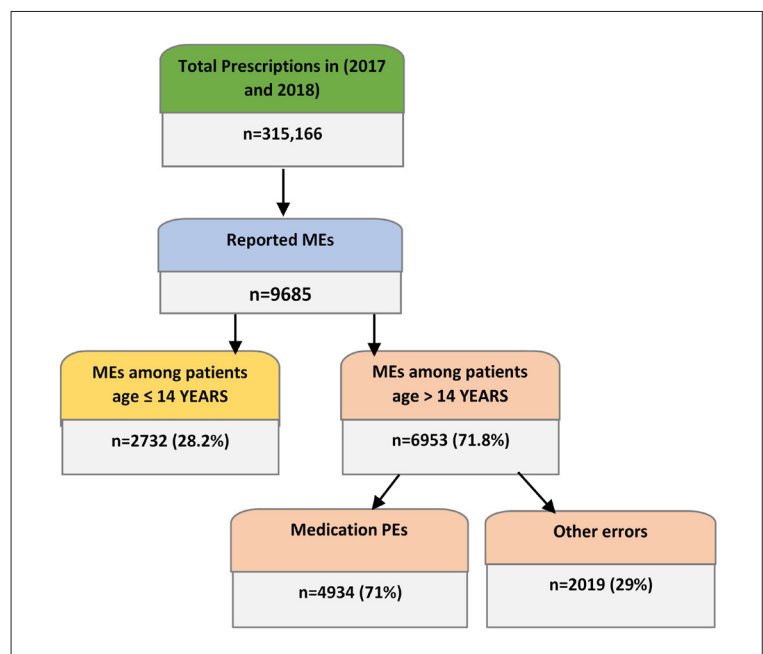 Total Prescriptions in (2017
and 2018)
n=315,166
Reported MEs
n=9685
MEs among patients
age ≤ 14 YEARS
n=2732 (28.2%)
MEs among patients
age > 14 YEARS
n=6953 (71.8%)
Medication PEs
n=4934 (71%)
Other errors
n=2019 (29%)